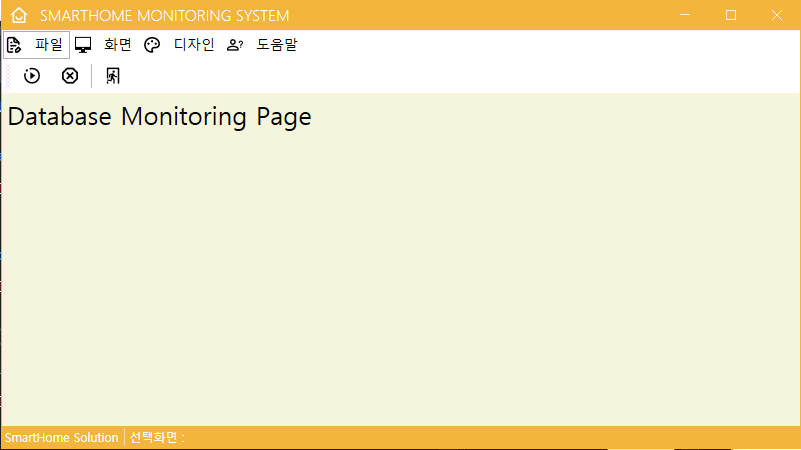 SMARTHOME MONITORING SYSTEM
파일 화면 디자인 도움말
Database Monitoring Page
SmartHome Solution 선택화면 :